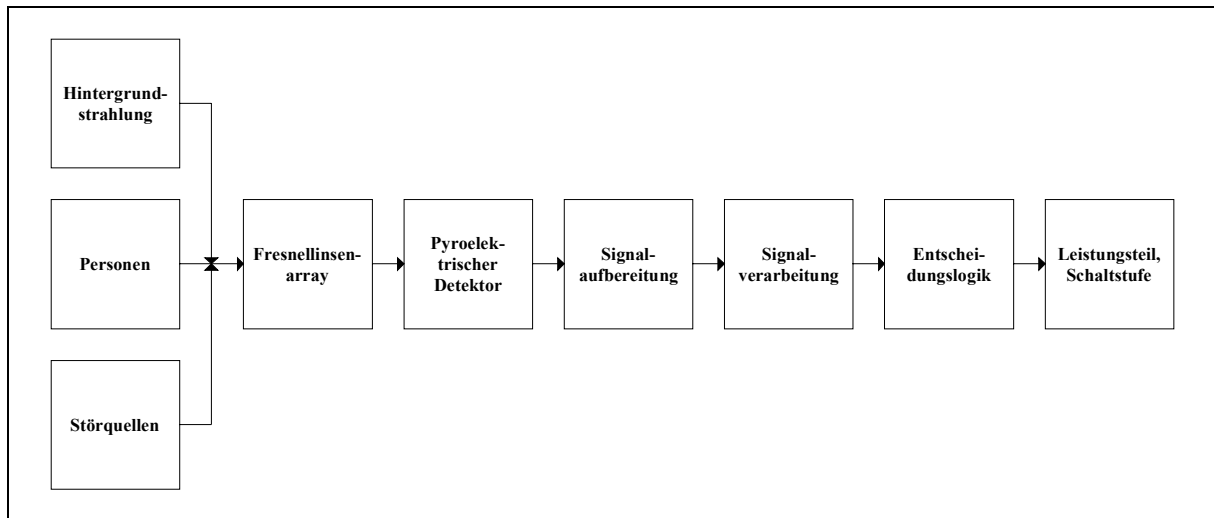 Hintergrund-
strahlung
Personen
Störquellen
Fresnellinsen-
array
Pyroelek-
trischer
Detektor
Signal-
aufbereitung
Signal-
verarbeitung
Entschei-
dungslogik
Leistungsteil,
Schaltstufe